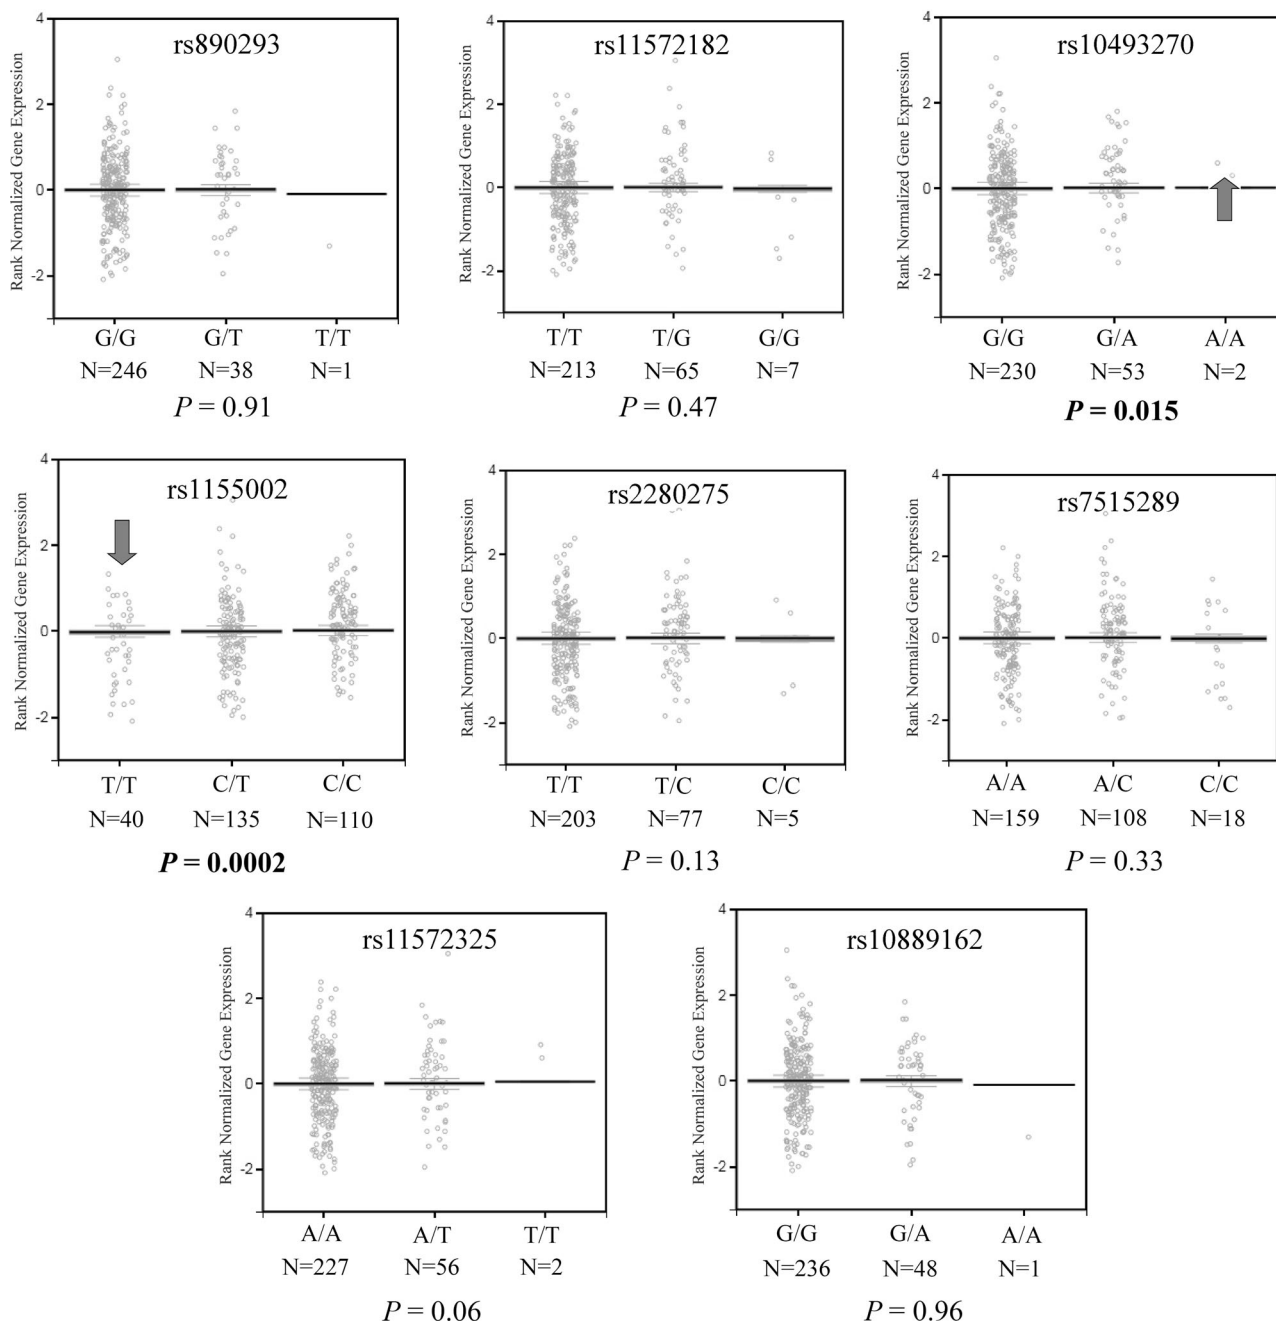 rs890293
Rank Normalized Gene Expression
4
2
0
-2
G/G G/T T/T
N=246 N=38 N=1
P = 0.91
rs11572182
Rank Normalized Gene Expression
4
2
0
-2
T/T T/G G/G
N=213 N=65 N=7
P = 0.47
rs10493270
Rank Normalized Gene Expression
4
2
0
-2
G/G G/A A/A
N=230 N=53 N=2
P = 0.015
rs1155002
Rank Normalized Gene Expression
4
2
0
-2
T/T C/T C/C
N=40 N=135 N=110
P = 0.0002
rs2280275
Rank Normalized Gene Expression
4
2
0
-2
T/T T/C C/C
N=203 N=77 N=5
P = 0.13
rs7515289
Rank Normalized Gene Expression
4
2
0
-2
A/A A/C C/C
N=159 N=108 N=18
P = 0.33
rs11572325
Rank Normalized Gene Expression
4
2
0
-2
A/A A/T T/T
N=227 N=56 N=2
P = 0.06
rs10889162
Rank Normalized Gene Expression
4
2
0
-2
G/G G/A A/A
N=236 N=48 N=1
P = 0.96